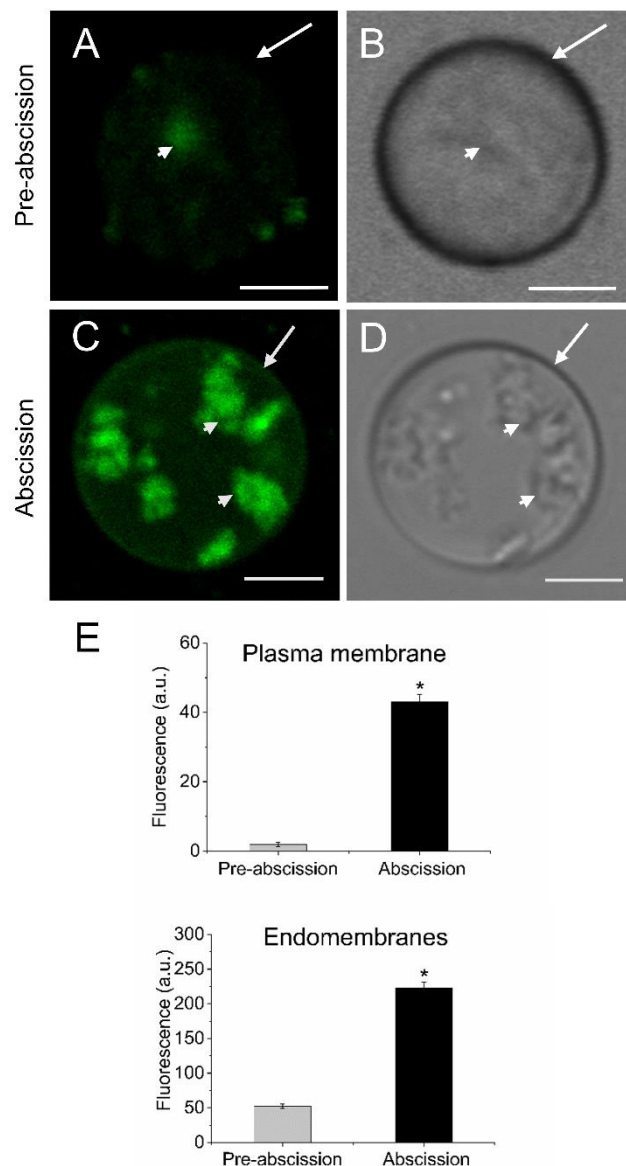 Pre-abscission
A
B
Abscission
C
D
E
Plasma membrane
Fluorescence (a.u.)
60
40
20
0
*
Pre-abscission Abscission
Endomembranes
Fluorescence (a.u.)
300
250
200
150
100
50
0
*
Pre-abscission Abscission